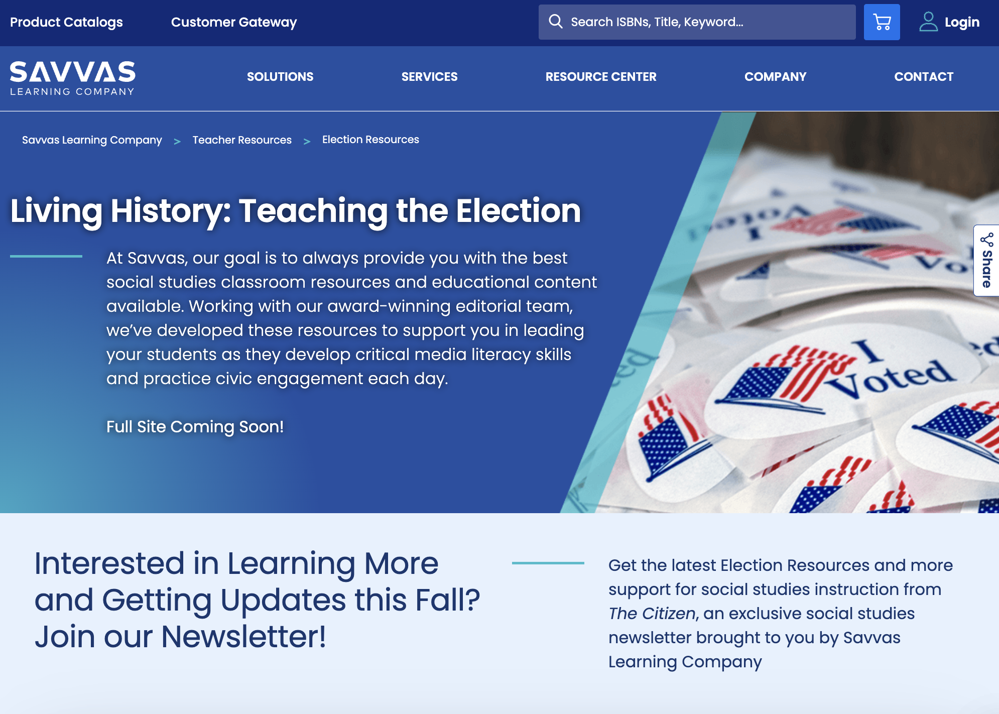 Product Catalogs
Customer Gateway
Search ISBNs, Title, Keyword...
Login
SAVVAS
LEARNING COMPANY
SOLUTIONS
SERVICES
RESOURCE CENTER
COMPANY
CONTACT
Savvas Learning Company > Teacher Resources > Election Resources
Living History: Teaching the Election
At Savvas, our goal is to always provide you with the best
social studies classroom resources and educational content
available. Working with our award-winning editorial team,
we've developed these resources to support you in leading
your students as they develop critical media literacy skills
and practice civic engagement each day.
Full Site Coming Soon!
I Voted
I
Vo
ed
ed
Share
I
Voted
Interested in Learning More
and Getting Updates this Fall?
Join our Newsletter!
Get the latest Election Resources and more
support for social studies instruction from
The Citizen, an exclusive social studies
newsletter brought to you by Savvas
Learning Company